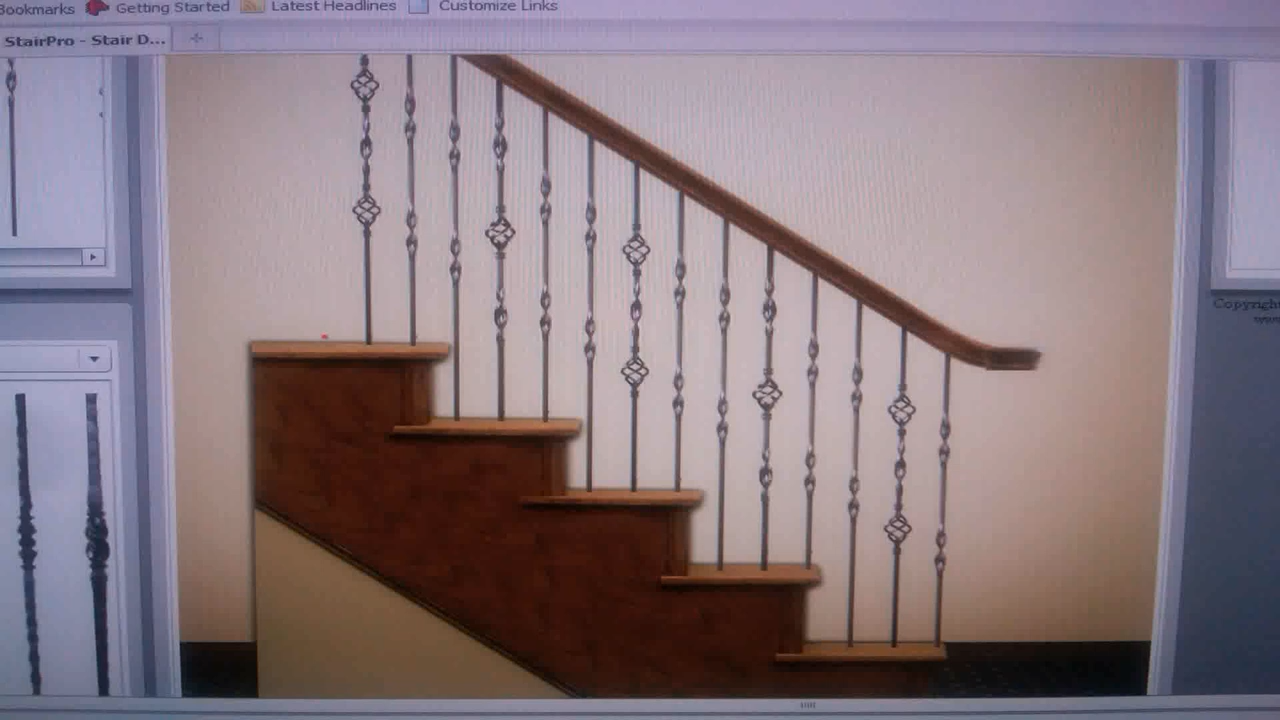 Bookmarks Getting Started Latest Headlines Customize Links
StairPro - Stair D...
Copyright